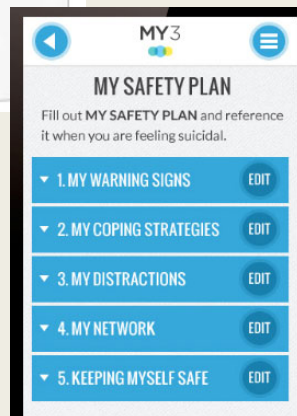 MY3
MY SAFETY PLAN
Fill out MY SAFETY PLAN and reference
it when you are feeling suicidal.
1. MY WARNING SIGNS EDIT
2. MY COPING STRATEGIES EDIT
3. MY DISTRACTIONS EDIT
4. MY NETWORK EDIT
5. KEEPING MYSELF SAFE EDIT